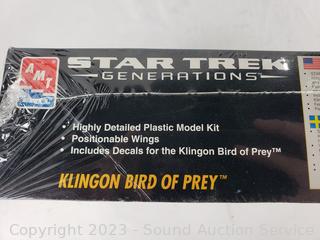 AMT
STAR TREK
GENERATIONS™
• Highly Detailed Plastic Model Kit
• Positionable Wings
• Includes Decals for the Klingon Bird of Prey™
KLINGON BIRD OF PREY™
Copyright 2023 - Sound Auction Service